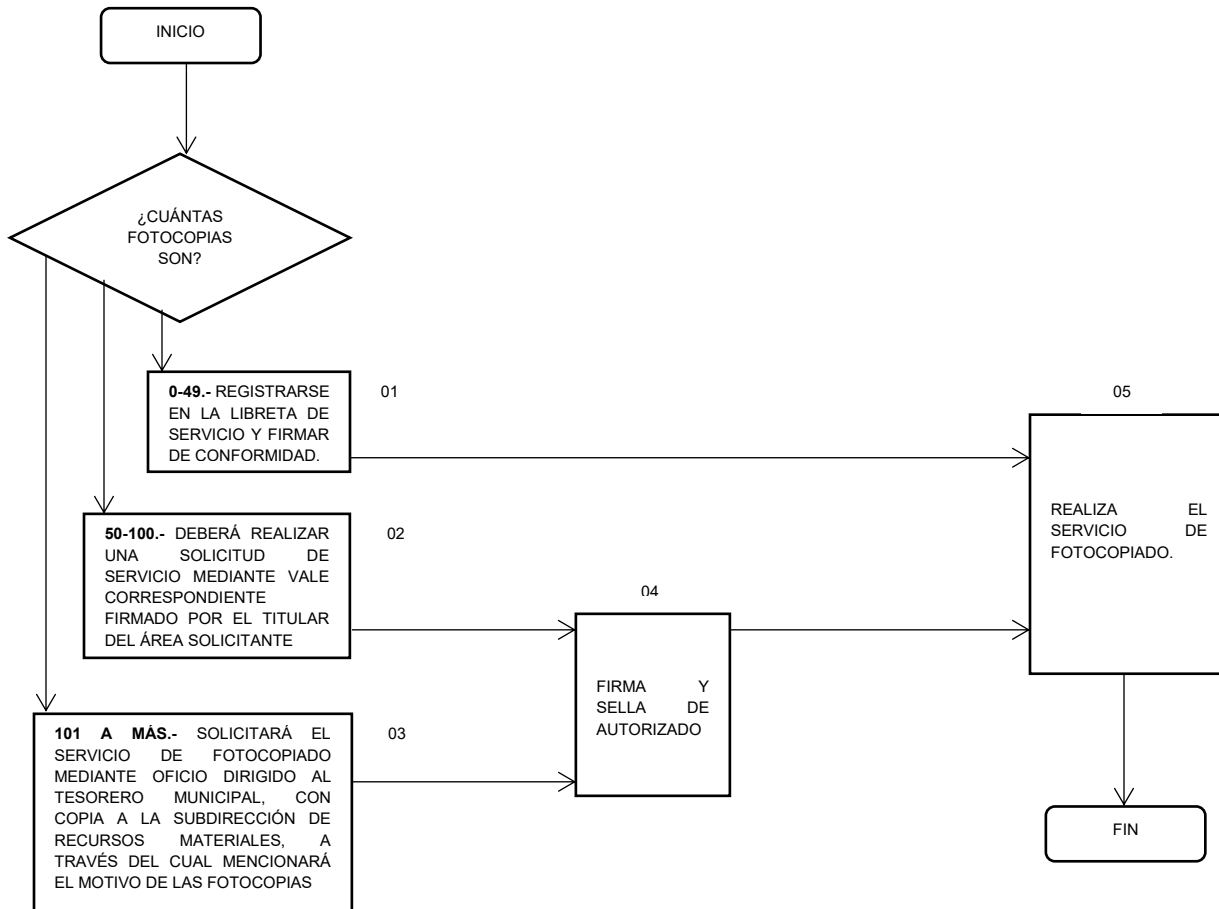 INICIO
¿CUÁNTAS
FOTOCOPIAS
SON?
0-49.- REGISTRARSE
EN LA LIBRETA DE
SERVICIO Y FIRMAR
DE CONFORMIDAD.
01
50-100.- DEBERÁ REALIZAR
UNA SOLICITUD DE
SERVICIO MEDIANTE VALE
CORRESPONDIENTE
FIRMADO POR EL TITULAR
DEL ÁREA SOLICITANTE
02
101 A MÁS.- SOLICITARÁ EL
SERVICIO DE FOTOCOPIADO
MEDIANTE OFICIO DIRIGIDO AL
TESORERO MUNICIPAL, CON
COPIA A LA SUBDIRECCIÓN DE
RECURSOS MATERIALES, A
TRAVÉS DEL CUAL MENCIONARÁ
EL MOTIVO DE LAS FOTOCOPIAS
03
04
FIRMA Y
SELLA DE
AUTORIZADO
05
REALIZA EL
SERVICIO DE
FOTOCOPIADO.
FIN